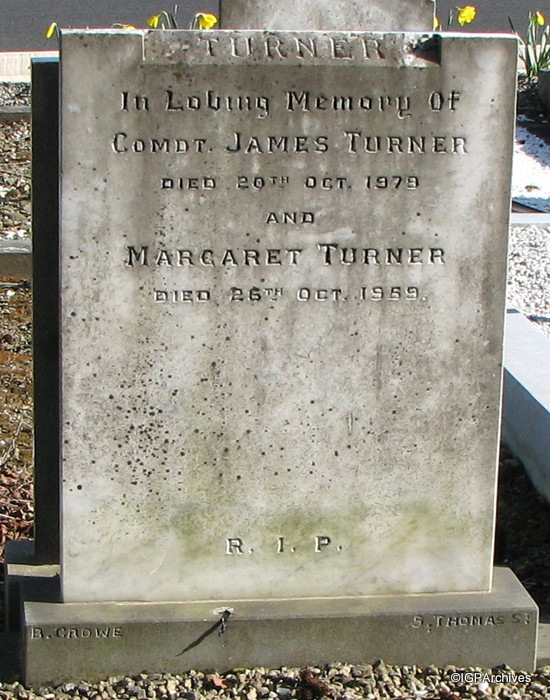 TURNER
In Loving Memory Of
COMDT. JAMES TURNER
DIED 20TH OCT. 1979
AND
MARGARET TURNER
DIED 26TH OCT. 1959.
R. I. P.
B. CROWE
S. THOMAS ST
©IGPArchives